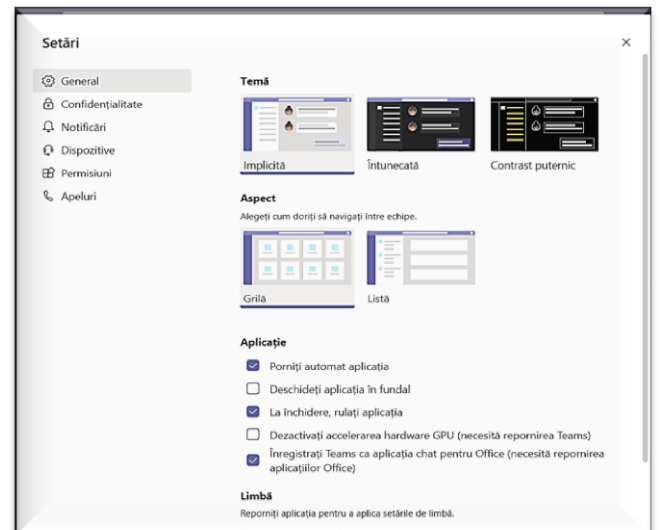 Setări
General
Confidențialitate
Notificări
Dispozitive
Permisiuni
Apeluri
Temă
Implicită
Întunecată
Contrast puternic
Aspect
Alegeți cum doriți să navigați între echipe.
Grilă
Listă
Aplicație
Porniți automat aplicația
Deschideți aplicația în fundal
La închidere, rulați aplicația
Dezactivați accelerarea hardware GPU (necesită repornirea Teams)
Înregistrați Teams ca aplicația chat pentru Office (necesită repornirea
aplicațiilor Office)
Limbă
Reporniți aplicația pentru a aplica setările de limbă.